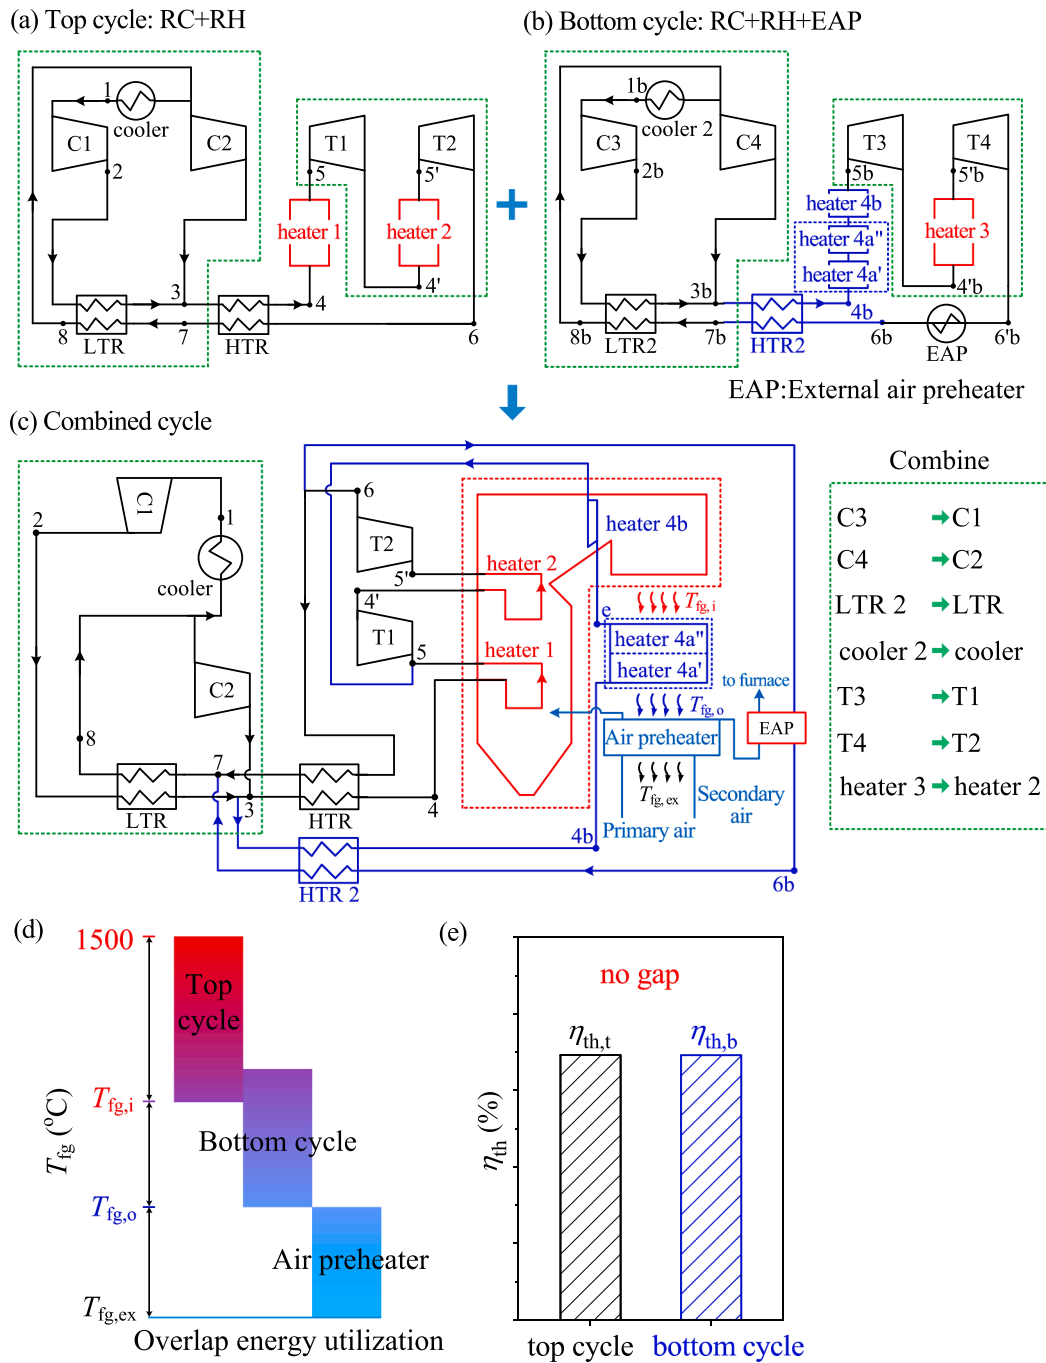 (a) Top cycle: RC+RH
1
cooler
C1
C2
2
T1
T2
5
5'
heater 1
heater 2
3
4
4'
8
LTR
7
HTR
6
(b) Bottom cycle: RC+RH+EAP
1b
cooler 2
C3
C4
2b
T3
T4
5b
5'b
heater 4b
heater 4a"
heater 4a'
heater 3
3b
4b
4'b
8b
LTR2
7b
HTR2
6b
EAP
6'b
EAP:External air preheater
(c) Combined cycle
C1
2
1
cooler
C2
8
7
3
LTR
HTR
4
6
T2
5'
4'
T1
5
heater 4b
heater 2
heater 1
e
Tfg,i
heater 4a"
heater 4a'
Tfg,o
to furnace
EAP
Air preheater
Tfg, ex
Secondary
air
Primary air
4b
HTR 2
6b
Combine
C3 C1
C4 C2
LTR 2 LTR
cooler 2 cooler
T3 T1
T4 T2
heater 3 heater 2
(d)
1500
Top
cycle
Tfg,i
Tfg (°C)
Bottom cycle
Tfg,o
Air preheater
Tfg,ex
Overlap energy utilization
(e)
no gap
ηth,t
ηth,b
ηth (%)
top cycle
bottom cycle